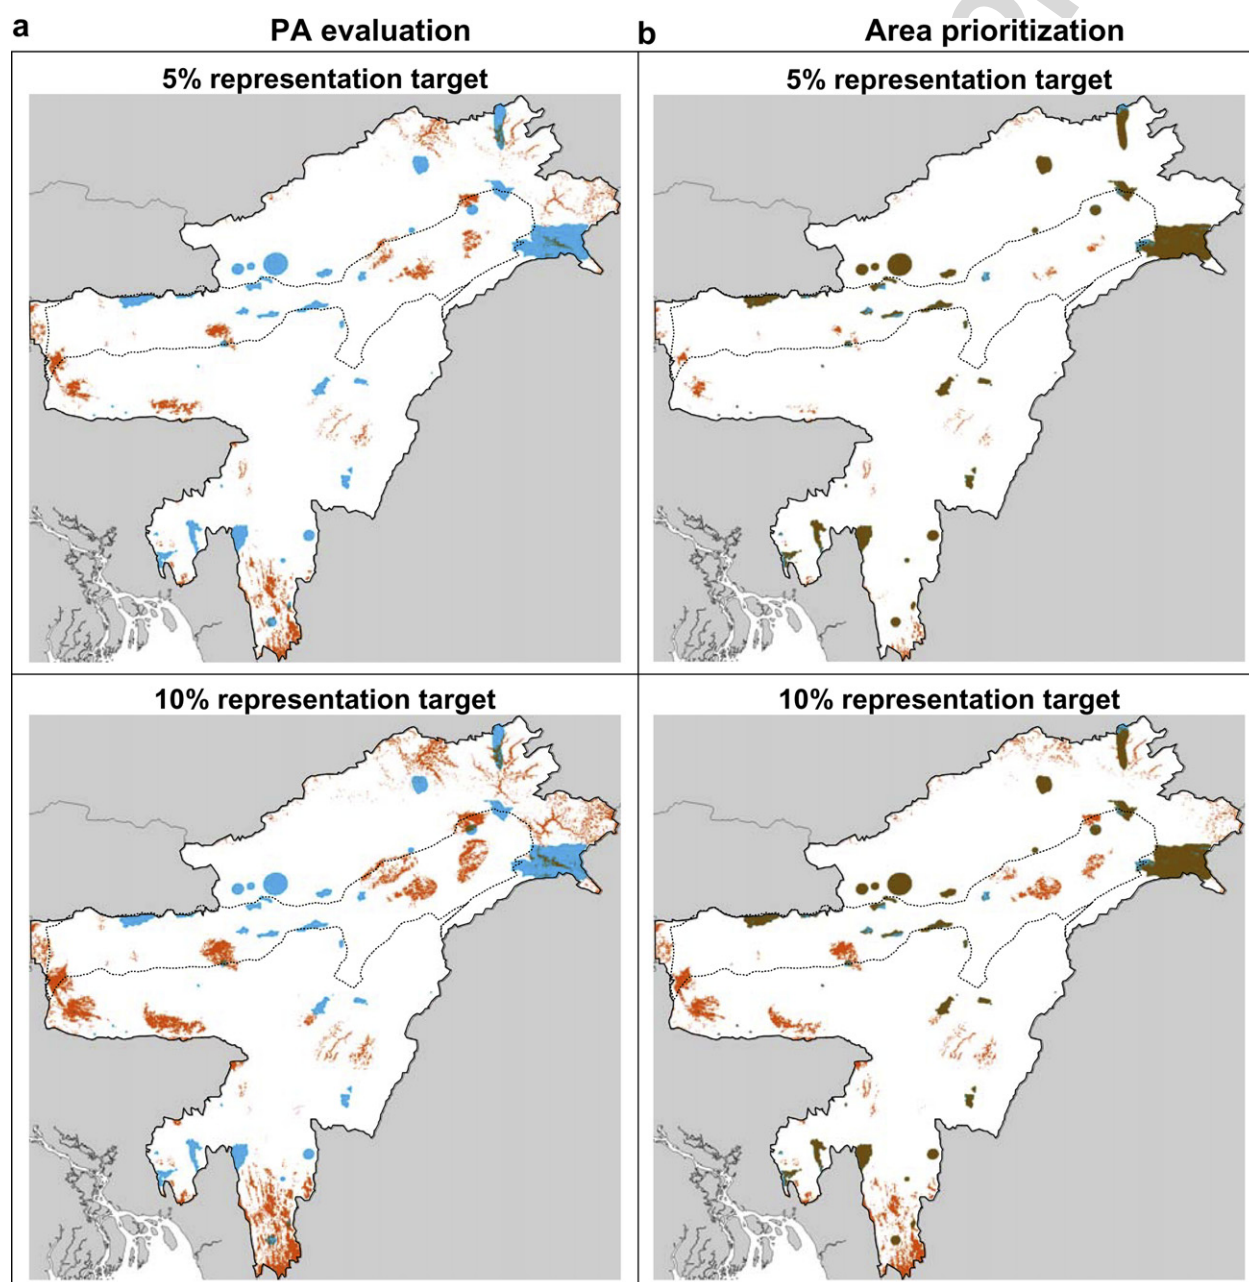 a PA evaluation b Area prioritization
5% representation target 5% representation target
10% representation target 10% representation target